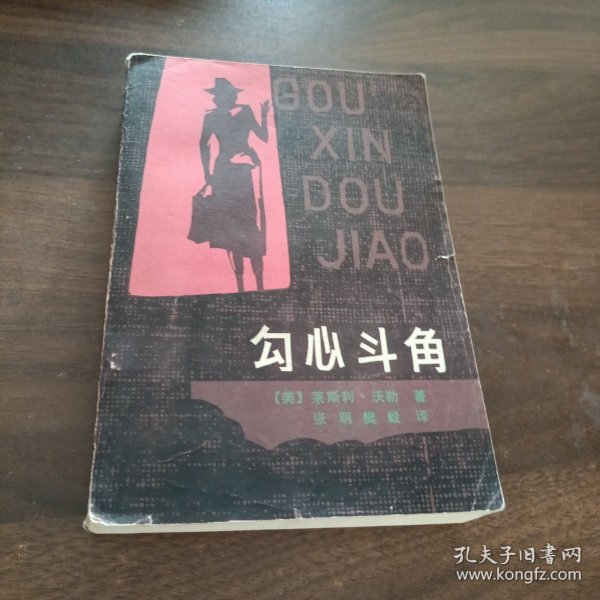 GOU
XIN
DOU
JIAO
勾心斗角
〔美〕莱斯利·沃勒 著
张明 樊毅 译
孔夫子旧书网
www.kongfz.com